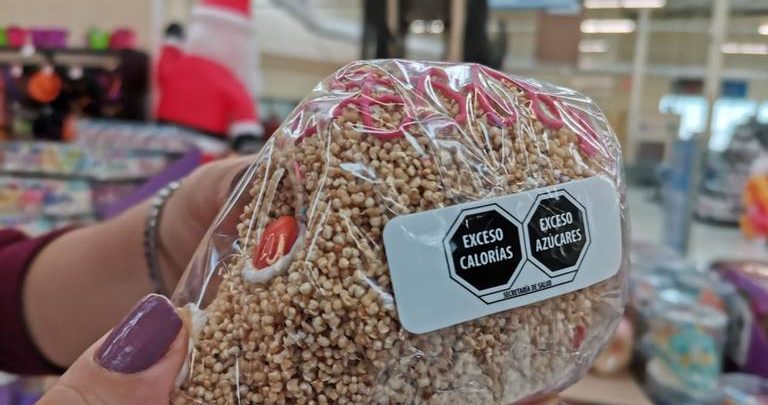 EXCESO
CALORÍAS
EXCESO
AZÚCARES
SECRETARÍA DE SALUD